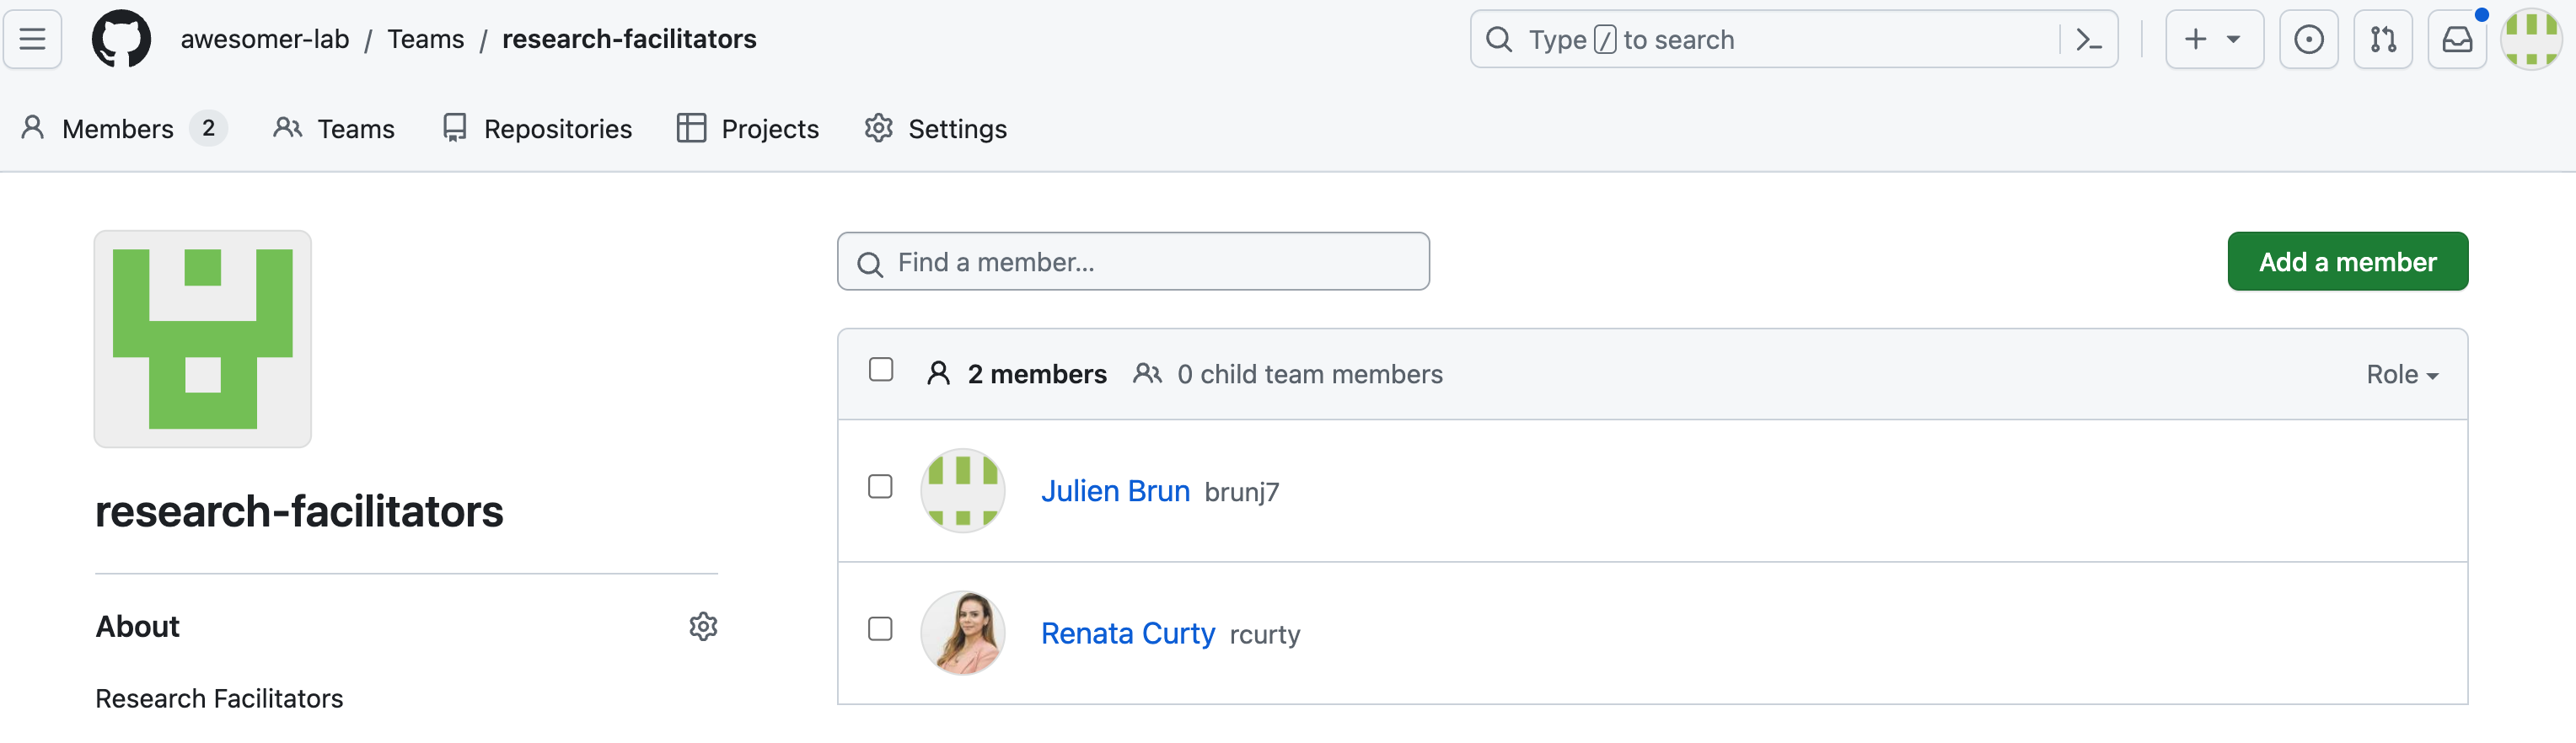 awesomer-lab / Teams / research-facilitators
Type / to search
Members 2 Teams Repositories Projects Settings
Find a member...
Add a member
2 members 0 child team members Role
research-facilitators
Julien Brun brunj7
About
Renata Curty rcurty
Research Facilitators